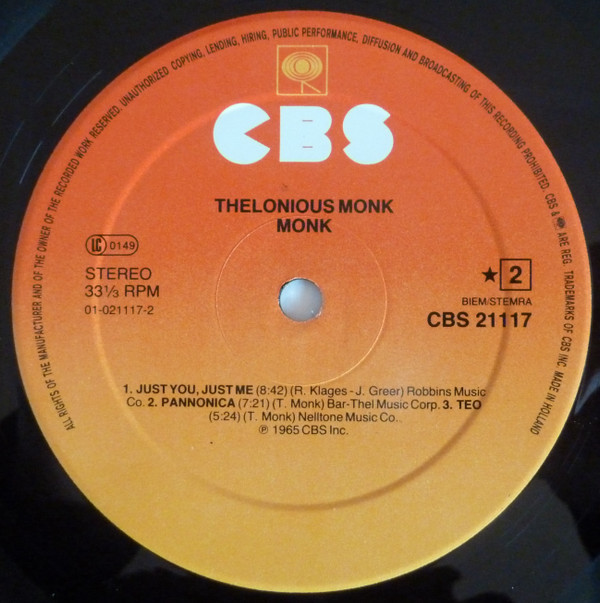 ALL RIGHTS OF THE MANUFACTURER AND OF THE OWNER OF THE RECORDED WORK RESERVED. UNAUTHORIZED COPYING, LENDING, HIRING, PUBLIC PERFORMANCE, DIFFUSION AND BROADCASTING OF THIS RECORDING PROHIBITED. CBS & ARE REG. TRADEMARKS OF CBS INC. MADE IN HOLLAND
CBS
THELONIOUS MONK
MONK
LC 0149
STEREO
33⅓ RPM
01-021117-2
★ 2
BIEM/STEMRA
CBS 21117
1. JUST YOU, JUST ME (8:42) (R. Klages - J. Greer) Robbins Music
Co. 2. PANNONICA (7:21) (T. Monk) Bar-Thel Music Corp. 3. TEO
(5:24) (T. Monk) Nelltone Music Co..
℗ 1965 CBS Inc.